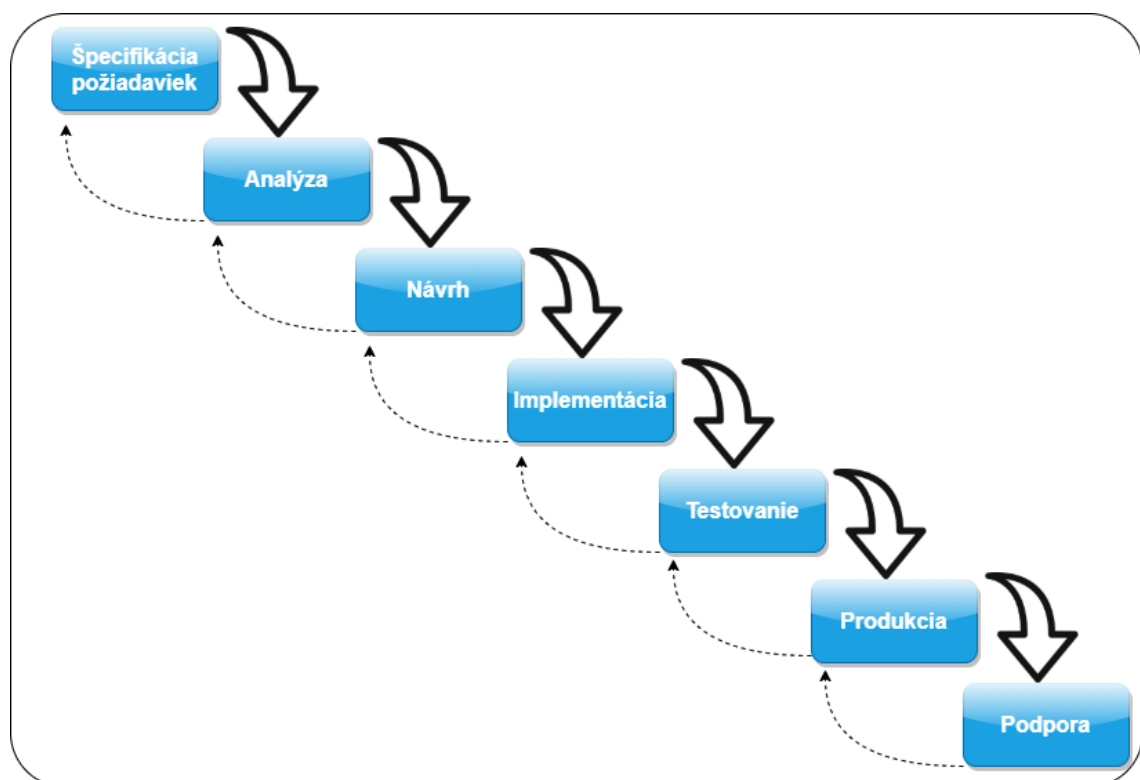 Špecifikácia
požiadaviek
Analýza
Návrh
Implementácia
Testovanie
Produkcia
Podpora